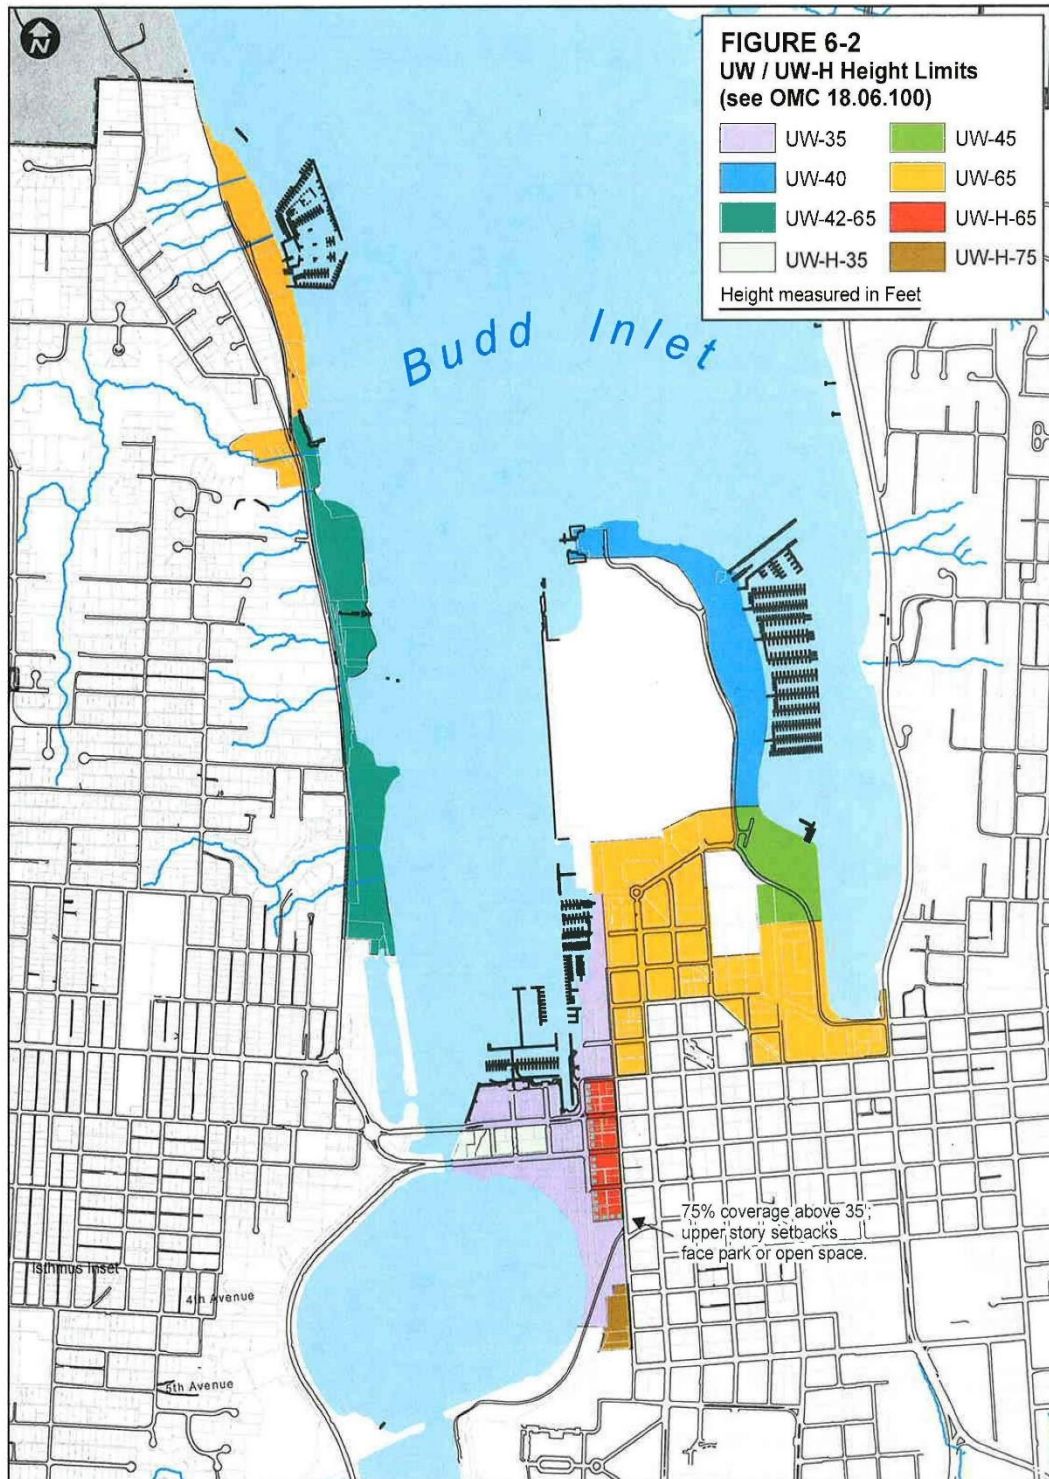 N
FIGURE 6-2
UW / UW-H Height Limits
(see OMC 18.06.100)
UW-35
UW-45
UW-40
UW-65
UW-42-65
UW-H-65
UW-H-35
UW-H-75
Height measured in Feet
Budd Inlet
75% coverage above 35';
upper story setbacks
face park or open space.
Isthmus Inset
4th Avenue
5th Avenue